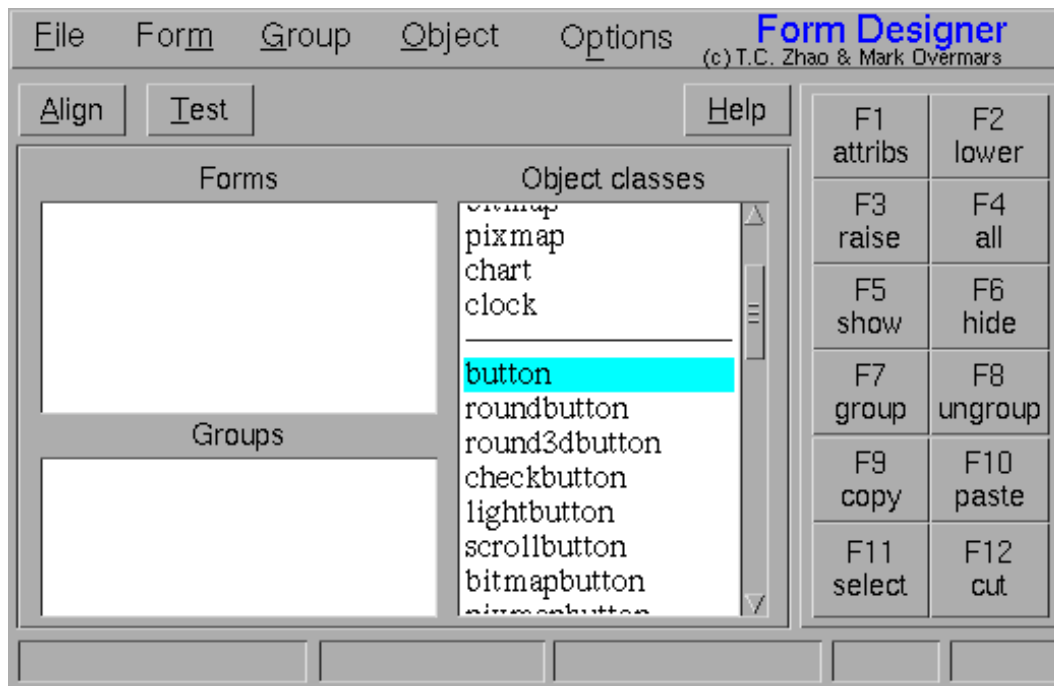 File Form Group Object Options Form Designer
(c) T.C. Zhao & Mark Overmars
Align Test Help
Forms
Groups
Object classes
bitmap
pixmap
chart
clock
button
roundbutton
round3dbutton
checkbutton
lightbutton
scrollbutton
bitmapbutton
pixmapbutton
F1 F2
attribs lower
F3 F4
raise all
F5 F6
show hide
F7 F8
group ungroup
F9 F10
copy paste
F11 F12
select cut